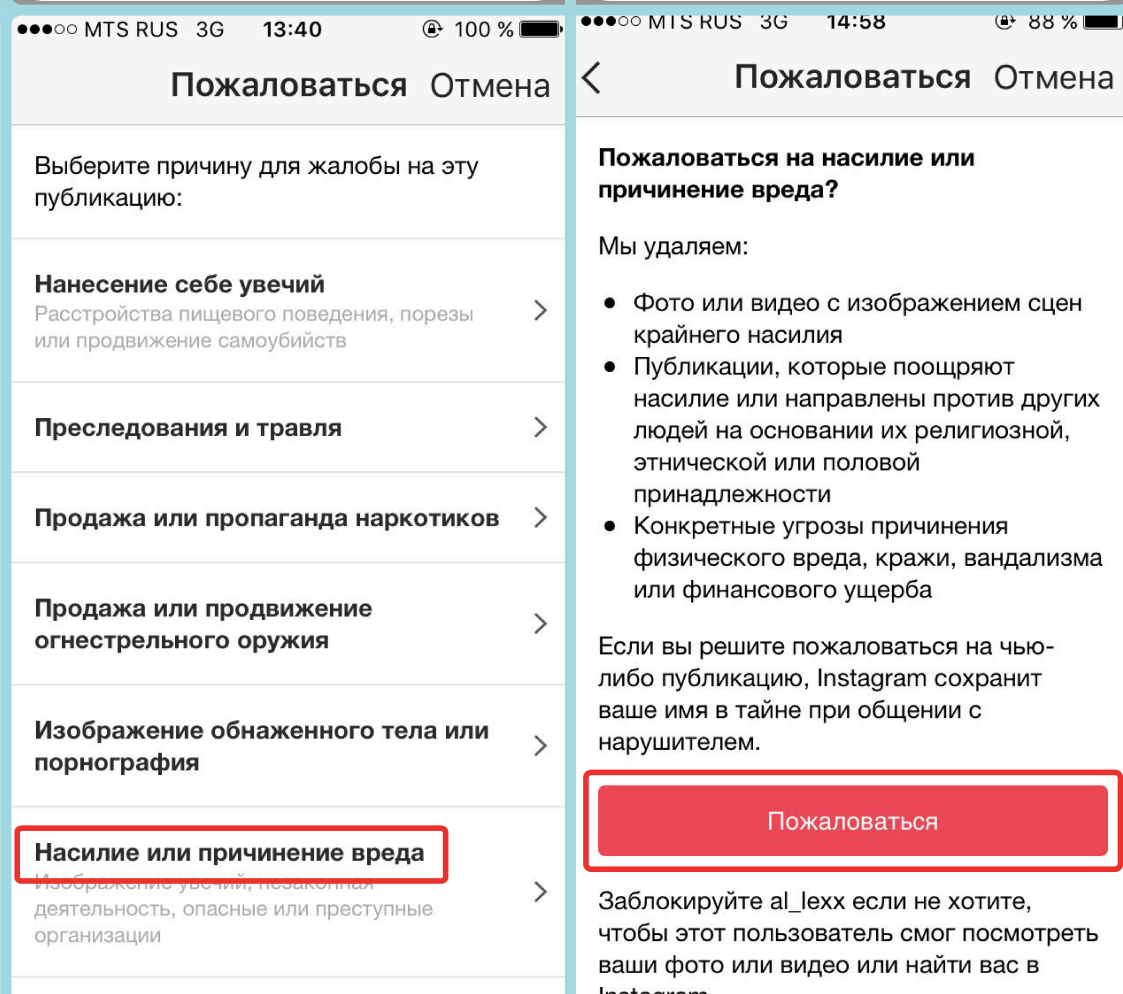 MTS RUS 3G 13:40 100 %
Пожаловаться Отмена
Выберите причину для жалобы на эту
публикацию:
Нанесение себе увечий
Расстройства пищевого поведения, порезы
или продвижение самоубийств
Преследования и травля
Продажа или пропаганда наркотиков
Продажа или продвижение
огнестрельного оружия
Изображение обнаженного тела или
порнография
Насилие или причинение вреда
Изображение увечий, незаконная
деятельность, опасные или преступные
организации
MTS RUS 3G 14:58 88 %
Пожаловаться Отмена
Пожаловаться на насилие или
причинение вреда?
Мы удаляем:
• Фото или видео с изображением сцен
крайнего насилия
• Публикации, которые поощряют
насилие или направлены против других
людей на основании их религиозной,
этнической или половой
принадлежности
• Конкретные угрозы причинения
физического вреда, кражи, вандализма
или финансового ущерба
Если вы решите пожаловаться на чью-
либо публикацию, Instagram сохранит
ваше имя в тайне при общении с
нарушителем.
Пожаловаться
Заблокируйте al_lexx если не хотите,
чтобы этот пользователь смог посмотреть
ваши фото или видео или найти вас в
Instagram